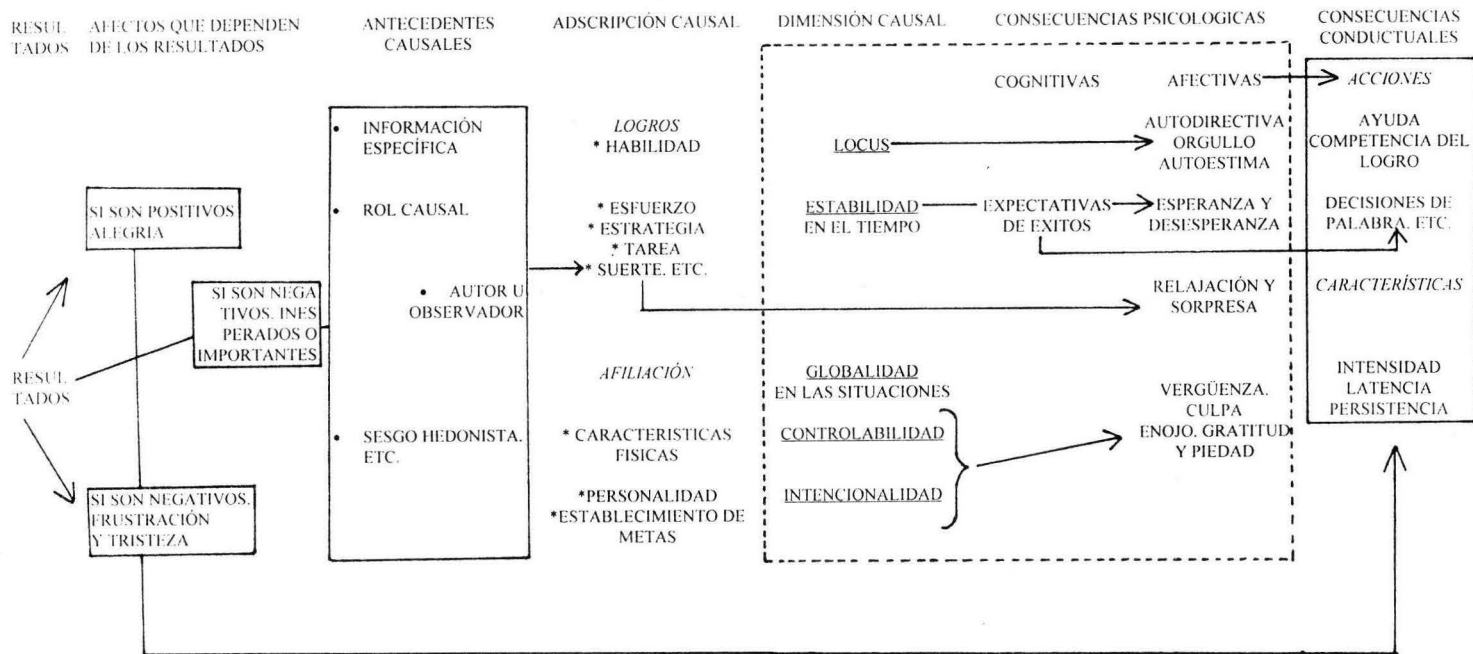 RESUL
TADOS
AFECTOS QUE DEPENDEN
DE LOS RESULTADOS
ANTECEDENTES
CAUSALES
ADSCRIPCIÓN CAUSAL
DIMENSIÓN CAUSAL
CONSECUENCIAS PSICOLOGICAS
CONSECUENCIAS
CONDUCTUALES
RESUL
TADOS
SI SON POSITIVOS
ALEGRIA
SI SON NEGA
TIVOS. INES
PERADOS O
IMPORTANTES
SI SON NEGATIVOS.
FRUSTRACIÓN
Y TRISTEZA
• INFORMACIÓN
ESPECÍFICA
• ROL CAUSAL
• AUTOR U
OBSERVADOR
• SESGO HEDONISTA.
ETC.
LOGROS
* HABILIDAD
* ESFUERZO
* ESTRATEGIA
* TAREA
* SUERTE. ETC.
AFILIACIÓN
* CARACTERISTICAS
FISICAS
*PERSONALIDAD
*ESTABLECIMIENTO DE
METAS
LOCUS
ESTABILIDAD
EN EL TIEMPO
GLOBALIDAD
EN LAS SITUACIONES
CONTROLABILIDAD
INTENCIONALIDAD
COGNITIVAS
EXPECTATIVAS
DE EXITOS
AFECTIVAS
AUTODIRECTIVA
ORGULLO
AUTOESTIMA
ESPERANZA Y
DESESPERANZA
RELAJACIÓN Y
SORPRESA
VERGÜENZA.
CULPA
ENOJO. GRATITUD
Y PIEDAD
ACCIONES
AYUDA
COMPETENCIA DEL
LOGRO
DECISIONES DE
PALABRA. ETC.
CARACTERÍSTICAS
INTENSIDAD
LATENCIA
PERSISTENCIA